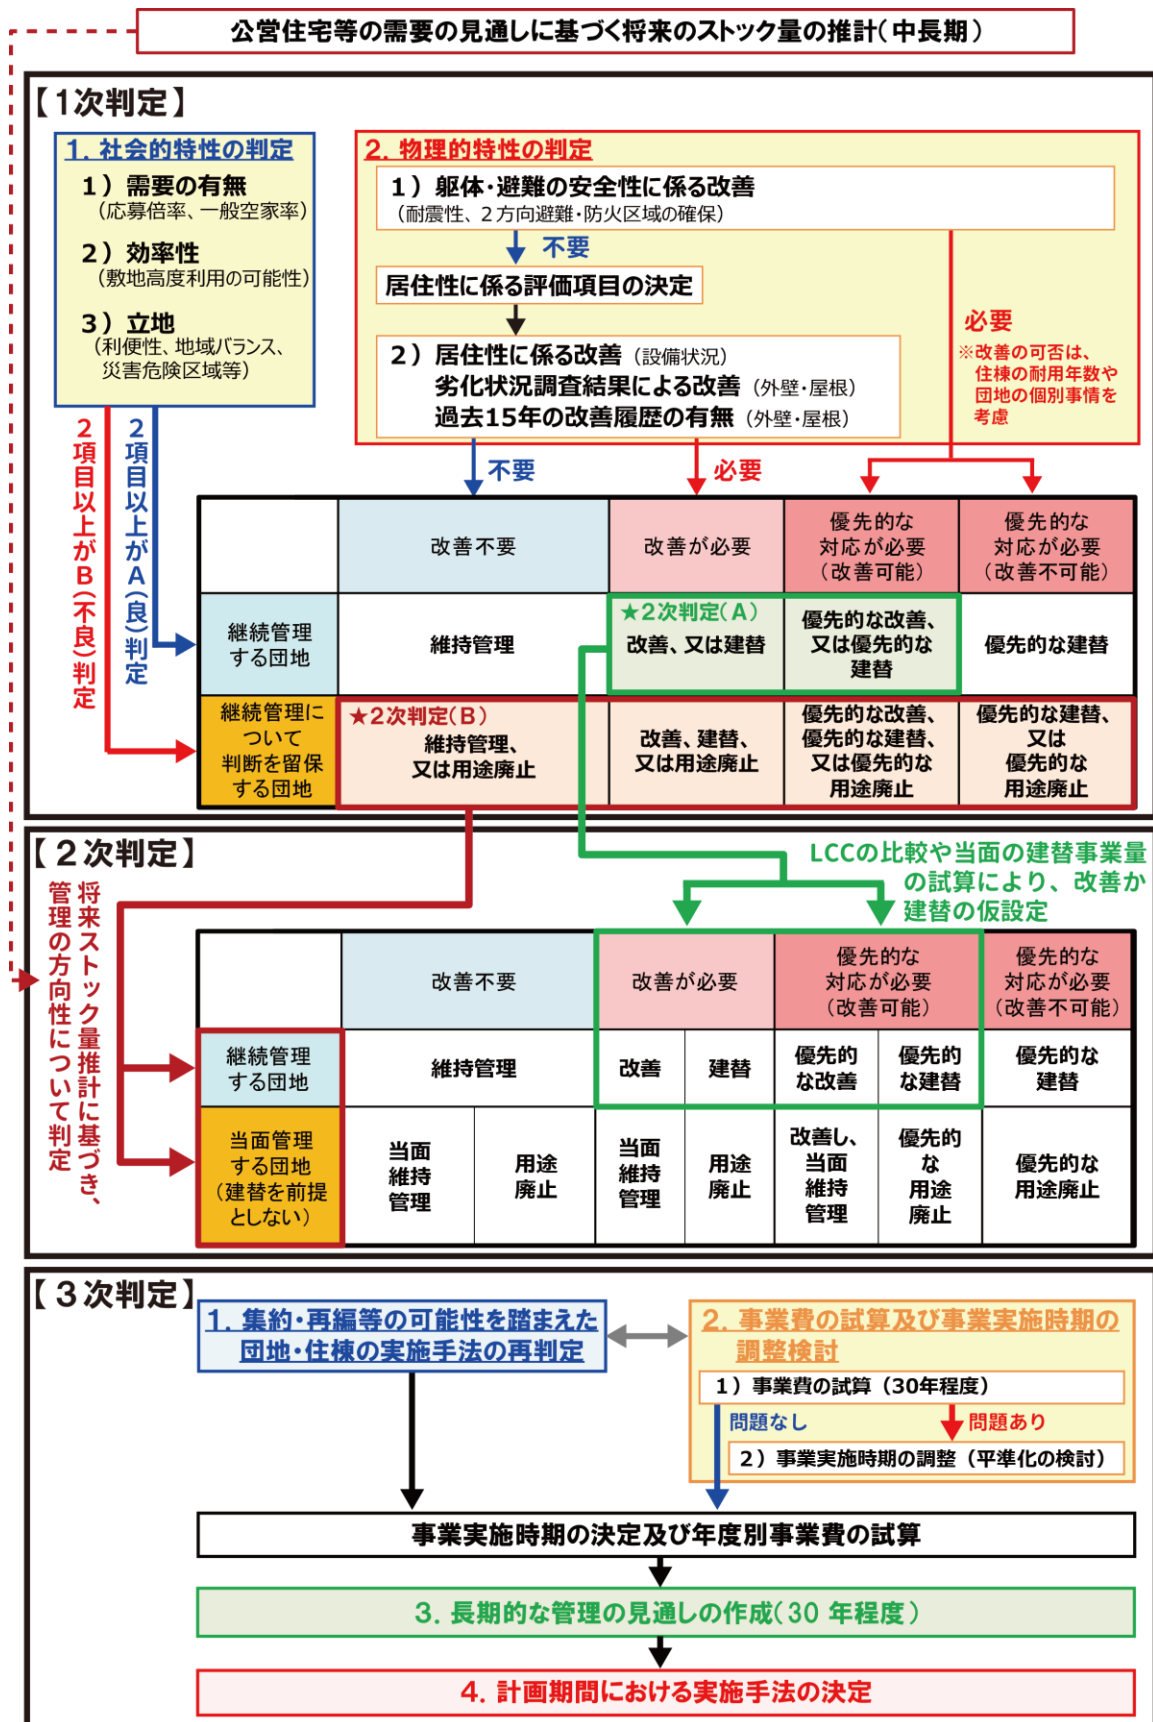 公営住宅等の需要の見通しに基づく将来のストック量の推計（中長期）
【1次判定】
1．社会的特性の判定
1）需要の有無
（応募倍率、一般空家率）
2）効率性
（敷地高度利用の可能性）
3）立地
（利便性、地域バランス、
災害危険区域等）
2．物理的特性の判定
1）躯体・避難の安全性に係る改善
（耐震性、2方向避難・防火区域の確保）
不要
居住性に係る評価項目の決定
2）居住性に係る改善（設備状況）
劣化状況調査結果による改善（外壁・屋根）
過去15年の改善履歴の有無（外壁・屋根）
必要
※改善の可否は、
住棟の耐用年数や
団地の個別事情を
考慮
2項目以上がB（不良）判定
2項目以上がA（良）判定
不要
必要
改善不要
改善が必要
優先的な
対応が必要
（改善可能）
優先的な
対応が必要
（改善不可能）
継続管理
する団地
維持管理
★2次判定（A）
改善、又は建替
優先的な改善、
又は優先的な
建替
優先的な建替
継続管理に
ついて
判断を留保
する団地
★2次判定（B）
維持管理、
又は用途廃止
改善、建替、
又は用途廃止
優先的な改善、
優先的な建替、
又は優先的な
用途廃止
優先的な建替、
又は
優先的な
用途廃止
【2次判定】
将来ストック量推計に基づき、
管理の方向性について判定
LCCの比較や当面の建替事業量
の試算により、改善か
建替の仮設定
改善不要
改善が必要
優先的な
対応が必要
（改善可能）
優先的な
対応が必要
（改善不可能）
継続管理
する団地
維持管理
改善
建替
優先的
な改善
優先的
な建替
優先的な
建替
当面管理
する団地
（建替を前提
としない）
当面
維持
管理
用途
廃止
当面
維持
管理
用途
廃止
改善し、
当面
維持
管理
優先的
な
用途
廃止
優先的な
用途廃止
【3次判定】
1．集約・再編等の可能性を踏まえた
団地・住棟の実施手法の再判定
2．事業費の試算及び事業実施時期の
調整検討
1）事業費の試算（30年程度）
問題なし
問題あり
2）事業実施時期の調整（平準化の検討）
事業実施時期の決定及び年度別事業費の試算
3．長期的な管理の見通しの作成（30 年程度）
4．計画期間における実施手法の決定